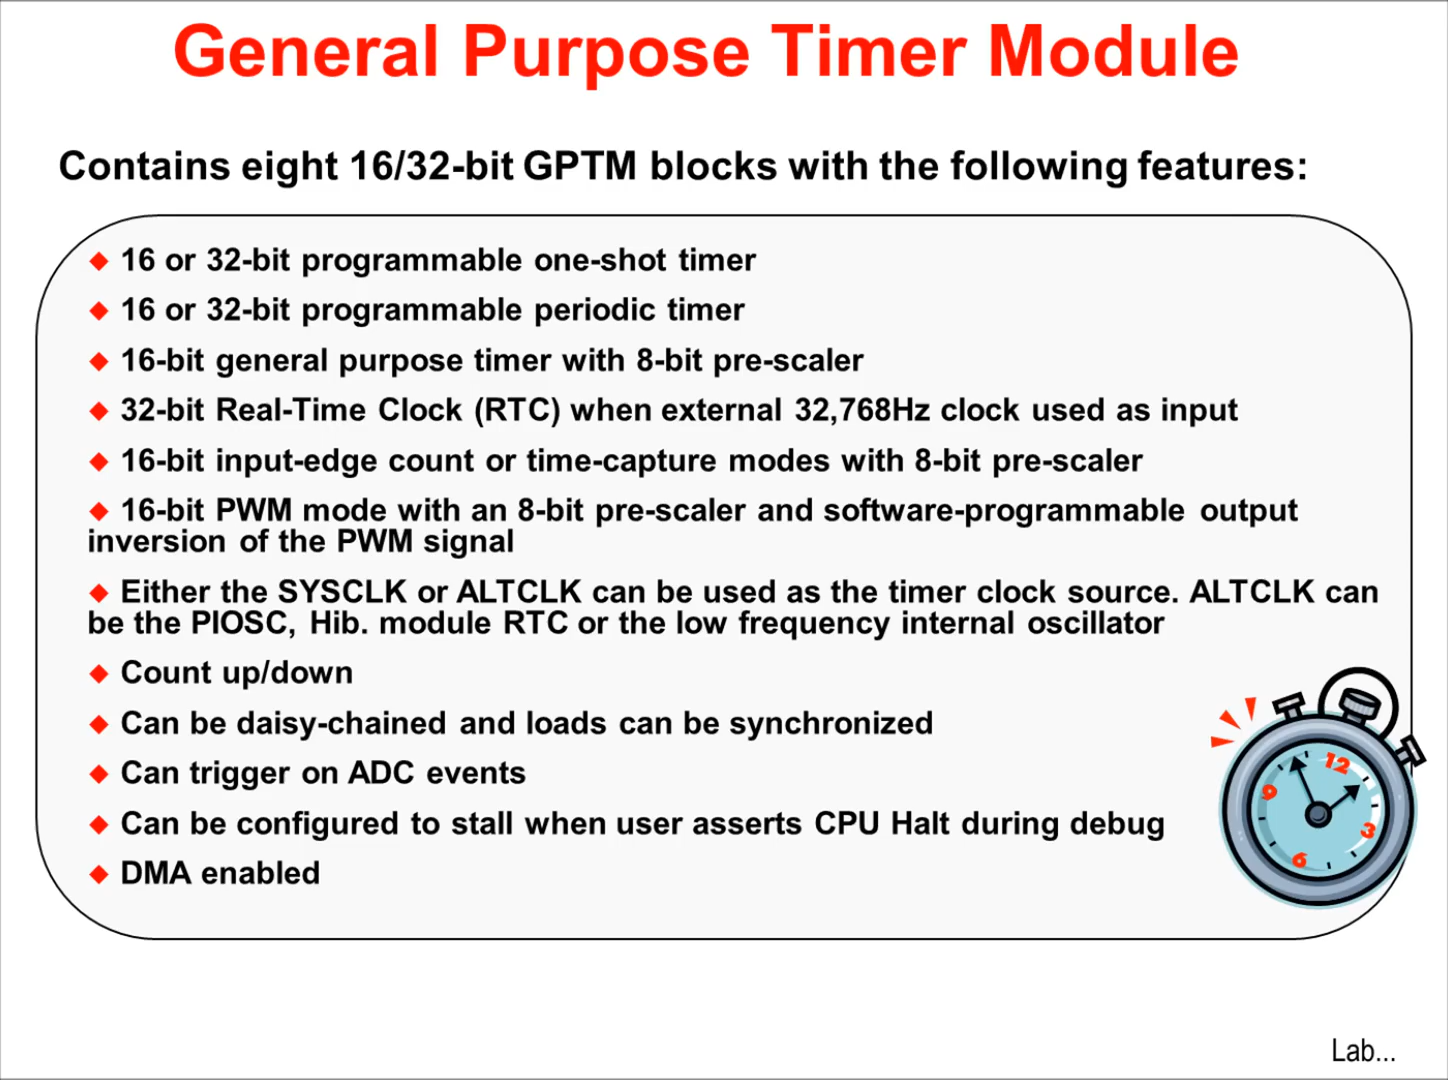 General Purpose Timer Module
Contains eight 16/32-bit GPTM blocks with the following features:
◆ 16 or 32-bit programmable one-shot timer
◆ 16 or 32-bit programmable periodic timer
◆ 16-bit general purpose timer with 8-bit pre-scaler
◆ 32-bit Real-Time Clock (RTC) when external 32,768Hz clock used as input
◆ 16-bit input-edge count or time-capture modes with 8-bit pre-scaler
◆ 16-bit PWM mode with an 8-bit pre-scaler and software-programmable output
inversion of the PWM signal
◆ Either the SYSCLK or ALTCLK can be used as the timer clock source. ALTCLK can
be the PIOSC, Hib. module RTC or the low frequency internal oscillator
◆ Count up/down
◆ Can be daisy-chained and loads can be synchronized
◆ Can trigger on ADC events
◆ Can be configured to stall when user asserts CPU Halt during debug
◆ DMA enabled
12
9
3
6
Lab...